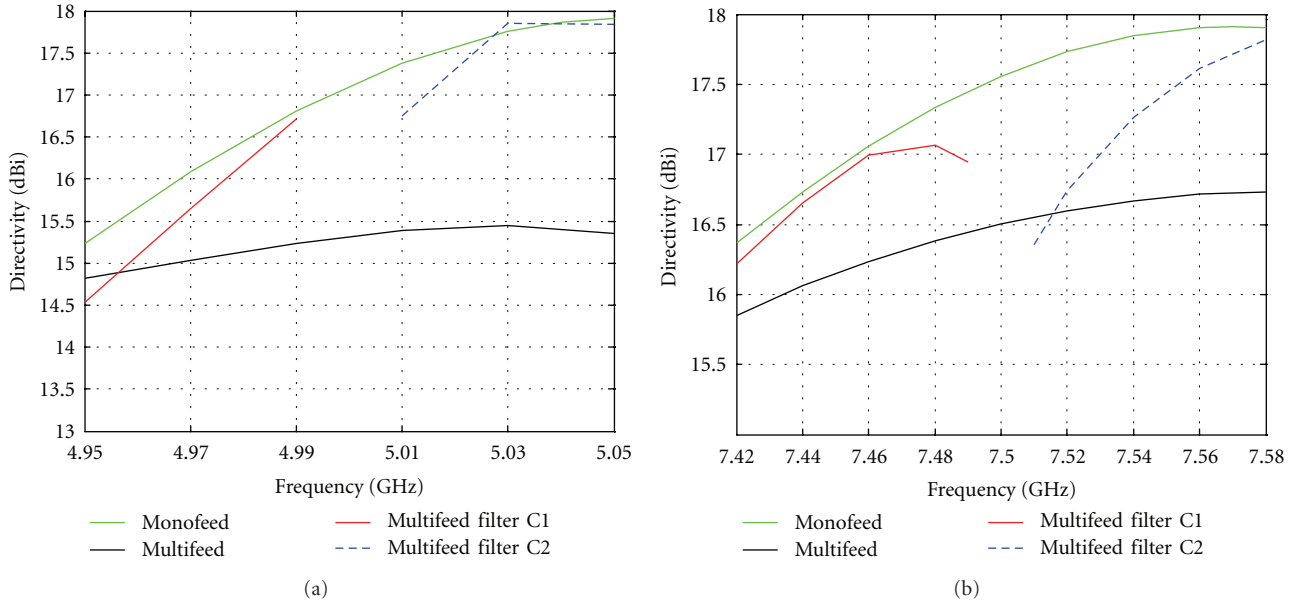 18
17.5
17
16.5
16
15.5
15
14.5
14
13.5
13
Directivity (dBi)
4.95 4.97 4.99 5.01 5.03 5.05
Frequency (GHz)
Monofeed
Multifeed
Multifeed filter C1
Multifeed filter C2
(a)
18
17.5
17
16.5
16
15.5
Directivity (dBi)
7.42 7.44 7.46 7.48 7.5 7.52 7.54 7.56 7.58
Frequency (GHz)
Monofeed
Multifeed
Multifeed filter C1
Multifeed filter C2
(b)